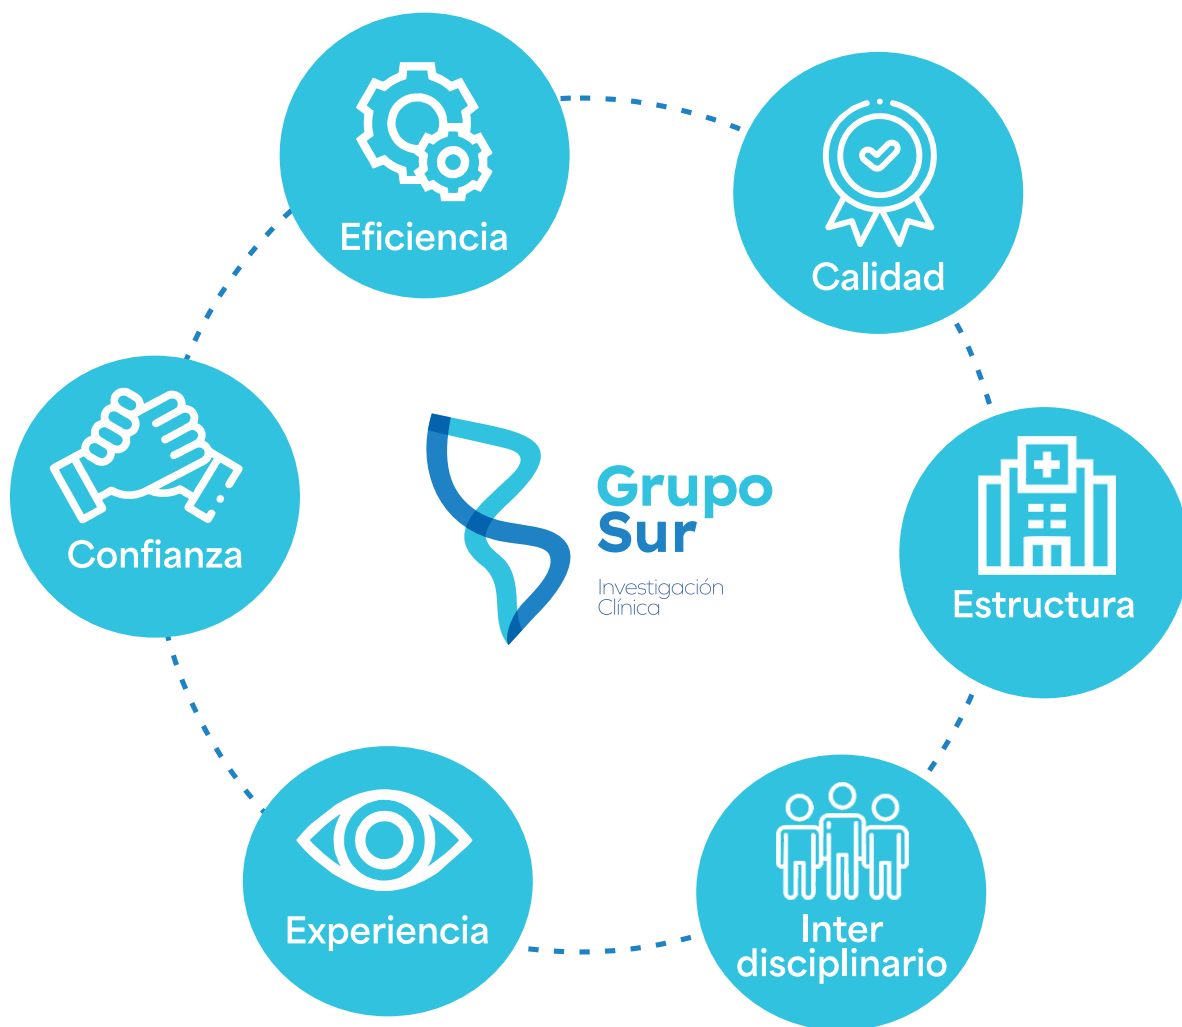 Eficiencia
Calidad
Confianza
Grupo
Sur
Investigación
Clínica
Estructura
Experiencia
Inter
disciplinario